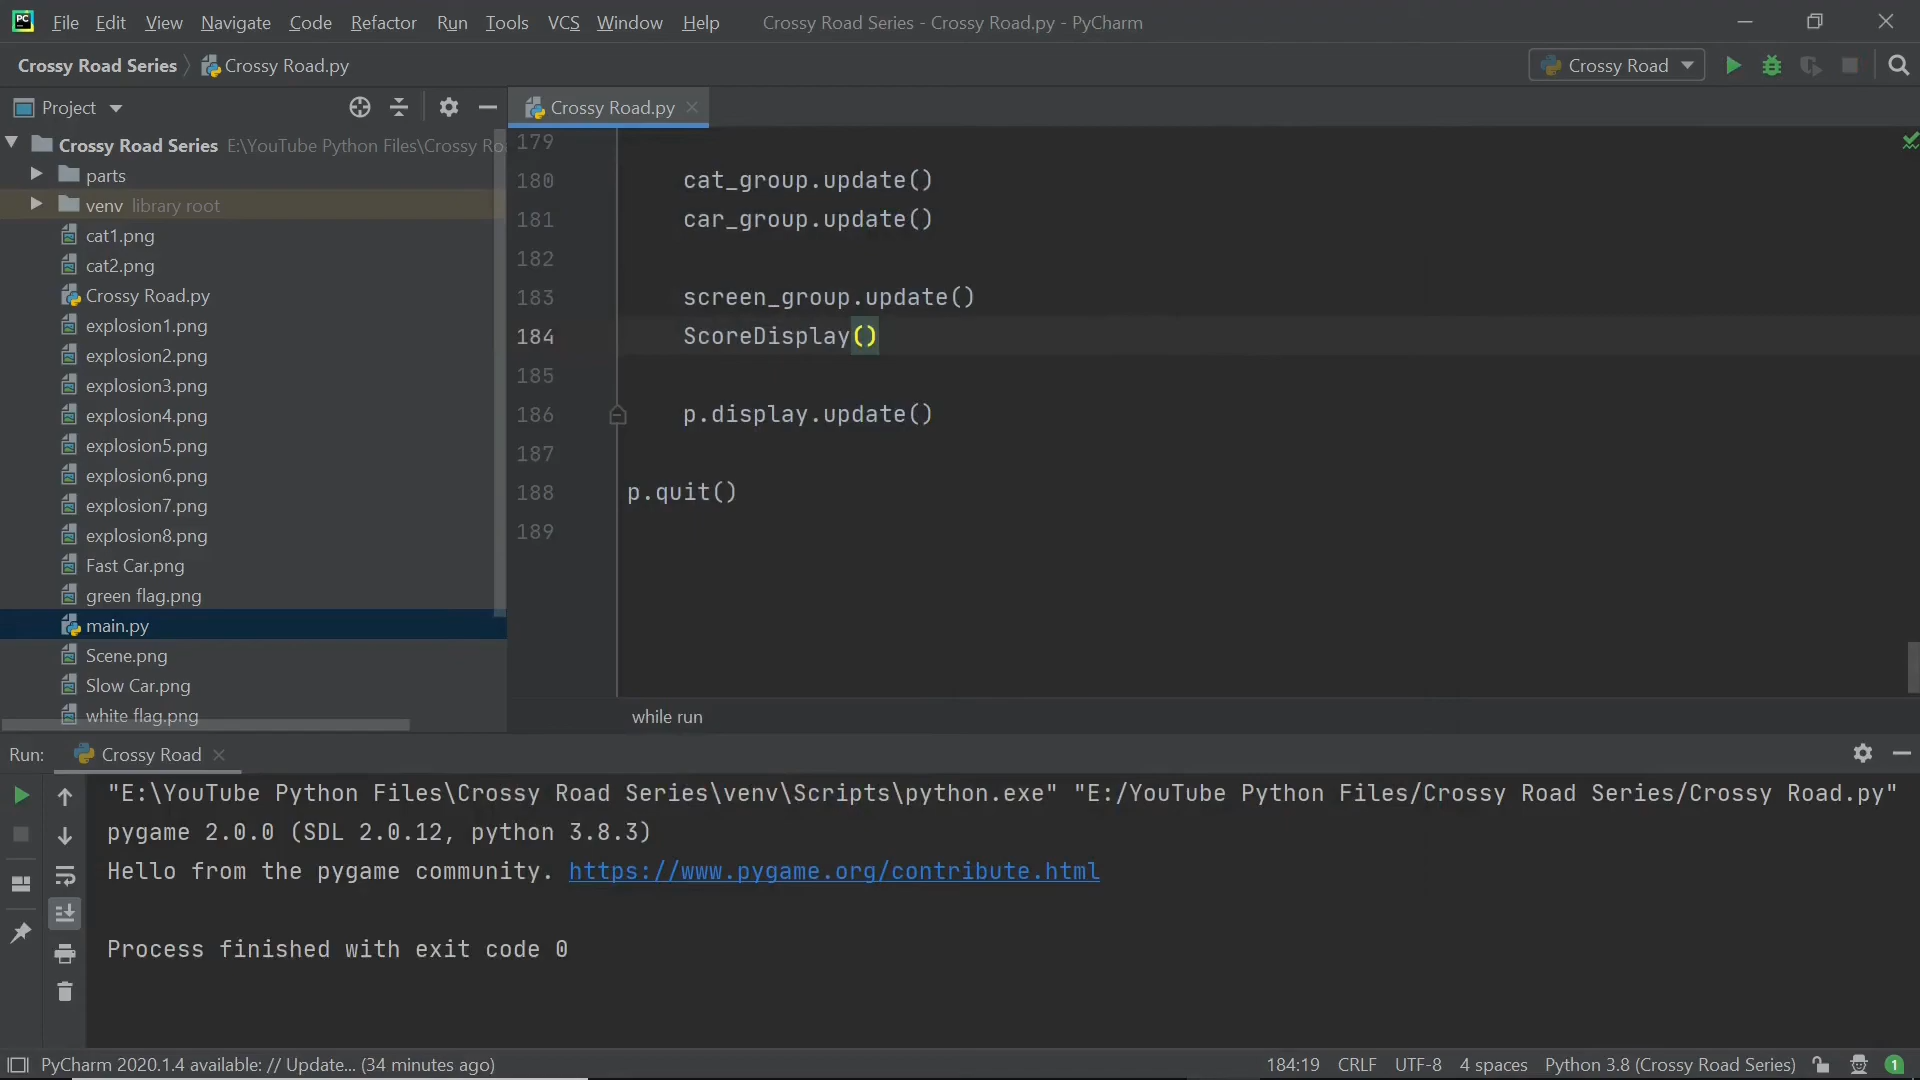 PC File Edit View Navigate Code Refactor Run Tools VCS Window Help Crossy Road Series - Crossy Road.py - PyCharm
Crossy Road Series Crossy Road.py Crossy Road
Project Crossy Road.py
Crossy Road Series E:\YouTube Python Files\Crossy Ro
parts
venv library root
cat1.png
cat2.png
Crossy Road.py
explosion1.png
explosion2.png
explosion3.png
explosion4.png
explosion5.png
explosion6.png
explosion7.png
explosion8.png
Fast Car.png
green flag.png
main.py
Scene.png
Slow Car.png
white flag.png
179
180 cat_group.update()
181 car_group.update()
182
183 screen_group.update()
184 ScoreDisplay()
185
186 p.display.update()
187
188 p.quit()
189
while run
Run: Crossy Road
"E:\YouTube Python Files\Crossy Road Series\venv\Scripts\python.exe" "E:/YouTube Python Files/Crossy Road Series/Crossy Road.py"
pygame 2.0.0 (SDL 2.0.12, python 3.8.3)
Hello from the pygame community. https://www.pygame.org/contribute.html
Process finished with exit code 0
PyCharm 2020.1.4 available: // Update... (34 minutes ago) 184:19 CRLF UTF-8 4 spaces Python 3.8 (Crossy Road Series) 1